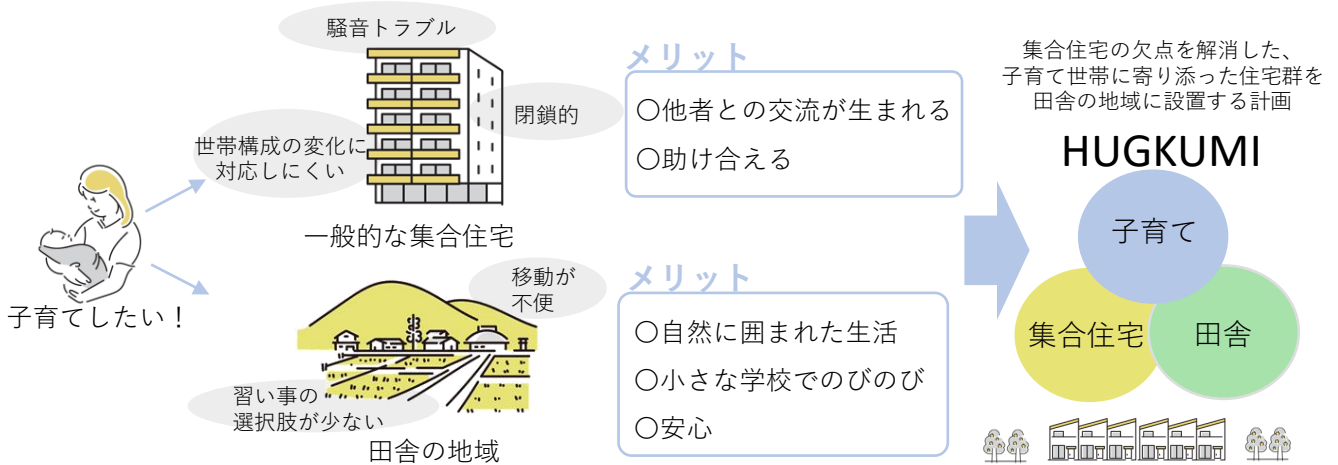 子育てしたい！
騒音トラブル
閉鎖的
世帯構成の変化に
対応しにくい
一般的な集合住宅
メリット
〇他者との交流が生まれる
〇助け合える
移動が
不便
習い事の
選択肢が少ない
田舎の地域
メリット
〇自然に囲まれた生活
〇小さな学校でのびのび
〇安心
集合住宅の欠点を解消した、
子育て世帯に寄り添った住宅群を
田舎の地域に設置する計画
HUGKUMI
子育て
集合住宅
田舎